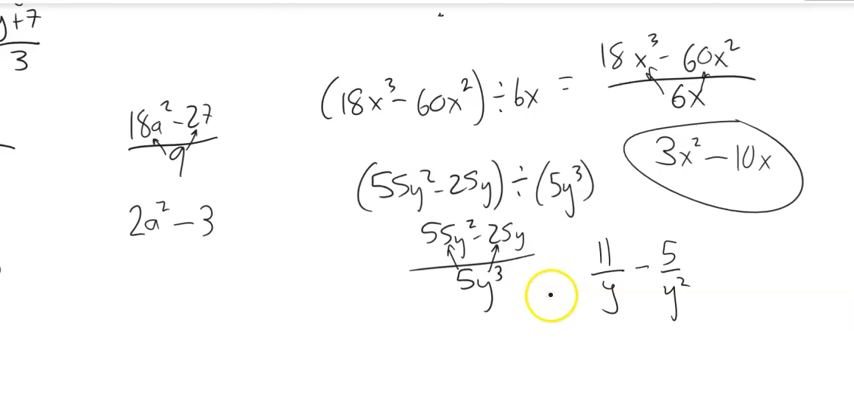 y+7
3
18a² - 27
9
2a² - 3
(18x³ - 60x²) ÷ 6x = 
18x³ - 60x²
6x
3x² - 10x
(55y² - 25y) ÷ (5y³)
55y² - 25y
5y³
11/y - 5/y²